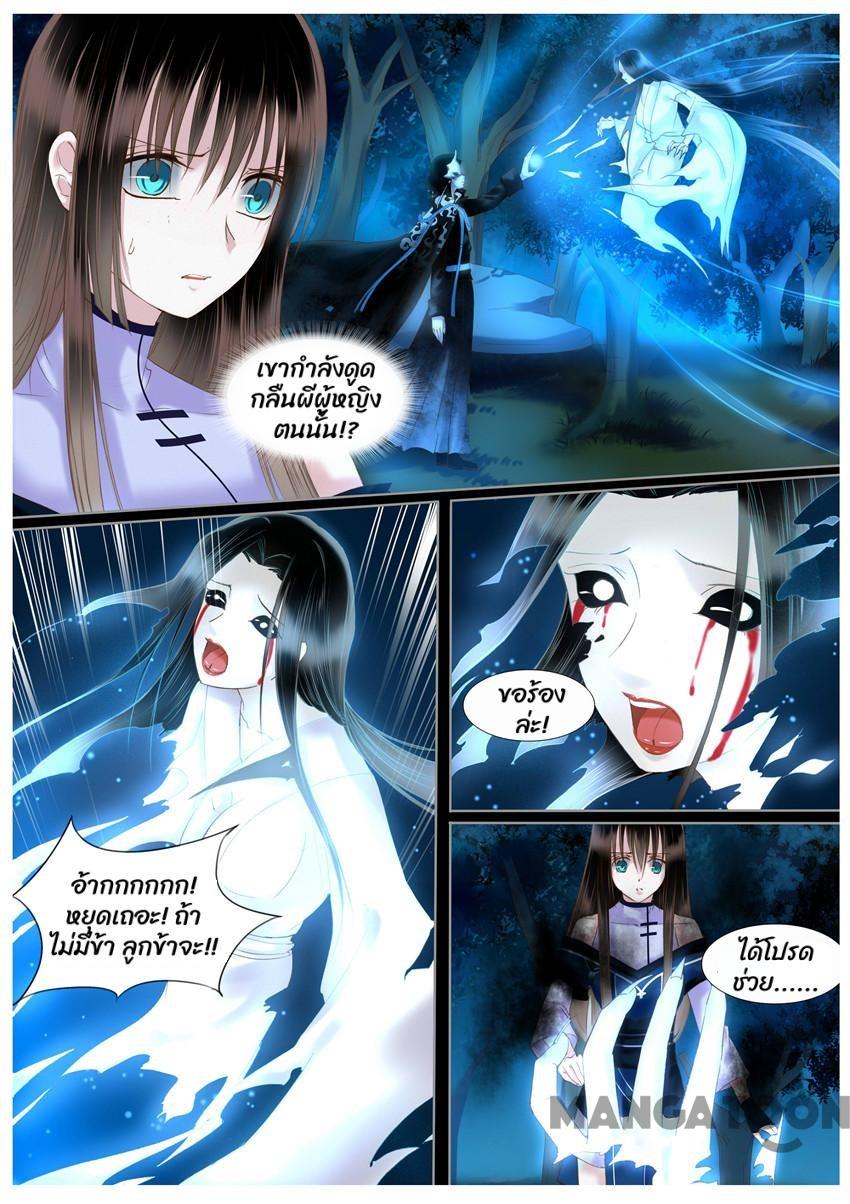 เขากำลังดูด
กลืนผีผู้หญิง
ตนนั้น!?
ขอร้อง
ล่ะ!
อ้ากกกกกก!
หยุดเถอะ! ถ้า
ไม่มีข้า ลูกข้าจะ!!
ได้โปรด
ช่วย......
MANGATOON